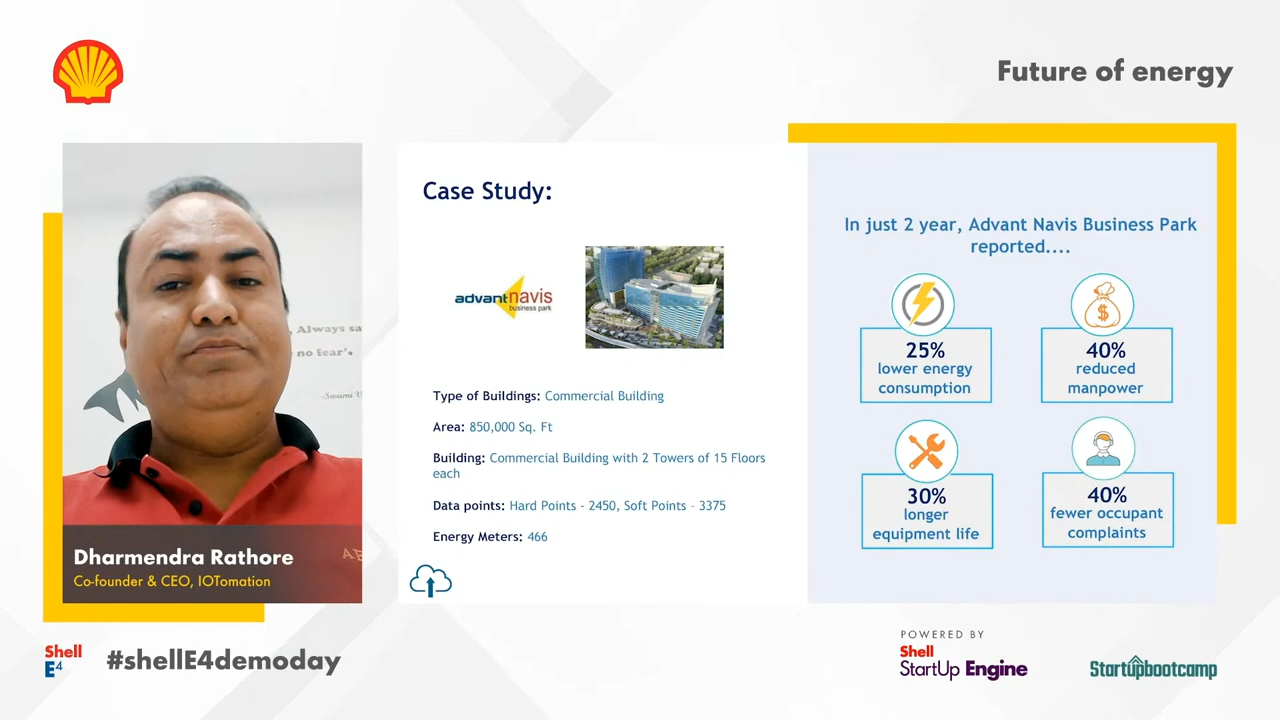 Future of energy
Always sa
no fear'.
-Swami V
Dharmendra Rathore
Co-founder & CEO, IOTomation
Case Study:
advantnavis
business park
Type of Buildings: Commercial Building
Area: 850,000 Sq. Ft
Building: Commercial Building with 2 Towers of 15 Floors
each
Data points: Hard Points - 2450, Soft Points - 3375
Energy Meters: 466
In just 2 year, Advant Navis Business Park
reported....
25%
lower energy
consumption
40%
reduced
manpower
30%
longer
equipment life
40%
fewer occupant
complaints
Shell
E4
#shellE4demoday
POWERED BY
Shell
StartUp Engine
Startupbootcamp